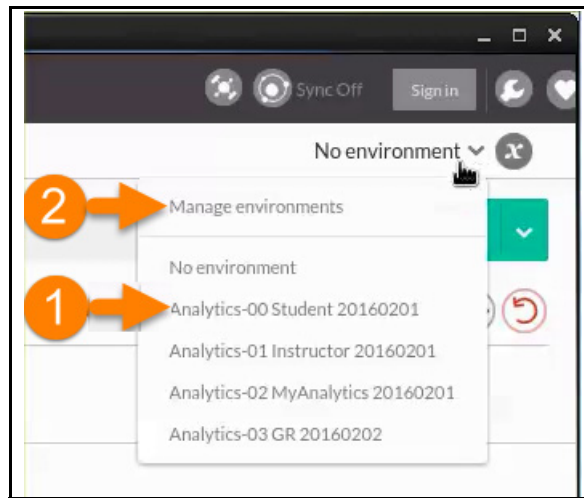 Sync Off Sign in
No environment
2 Manage environments
No environment
1 Analytics-00 Student 20160201
Analytics-01 Instructor 20160201
Analytics-02 MyAnalytics 20160201
Analytics-03 GR 20160202